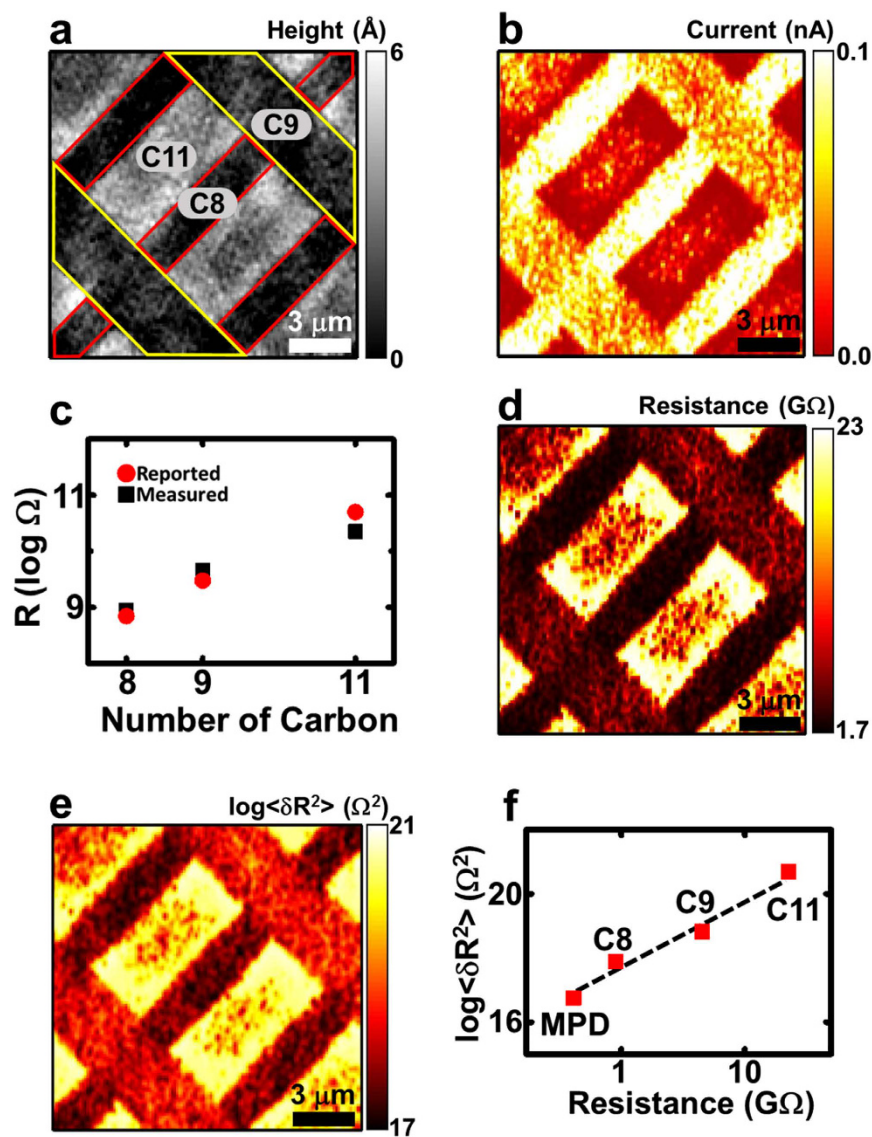 a
Height (Å)
6
C9
C11
C8
3 μm
0
b
Current (nA)
0.1
3 μm
0.0
c
Reported
Measured
R (log Ω)
11
9
8
9
11
Number of Carbon
d
Resistance (GΩ)
23
3 μm
1.7
e
log<δR²> (Ω²)
21
3 μm
17
f
log<δR²> (Ω²)
20
16
C8
C9
C11
MPD
1
10
Resistance (GΩ)